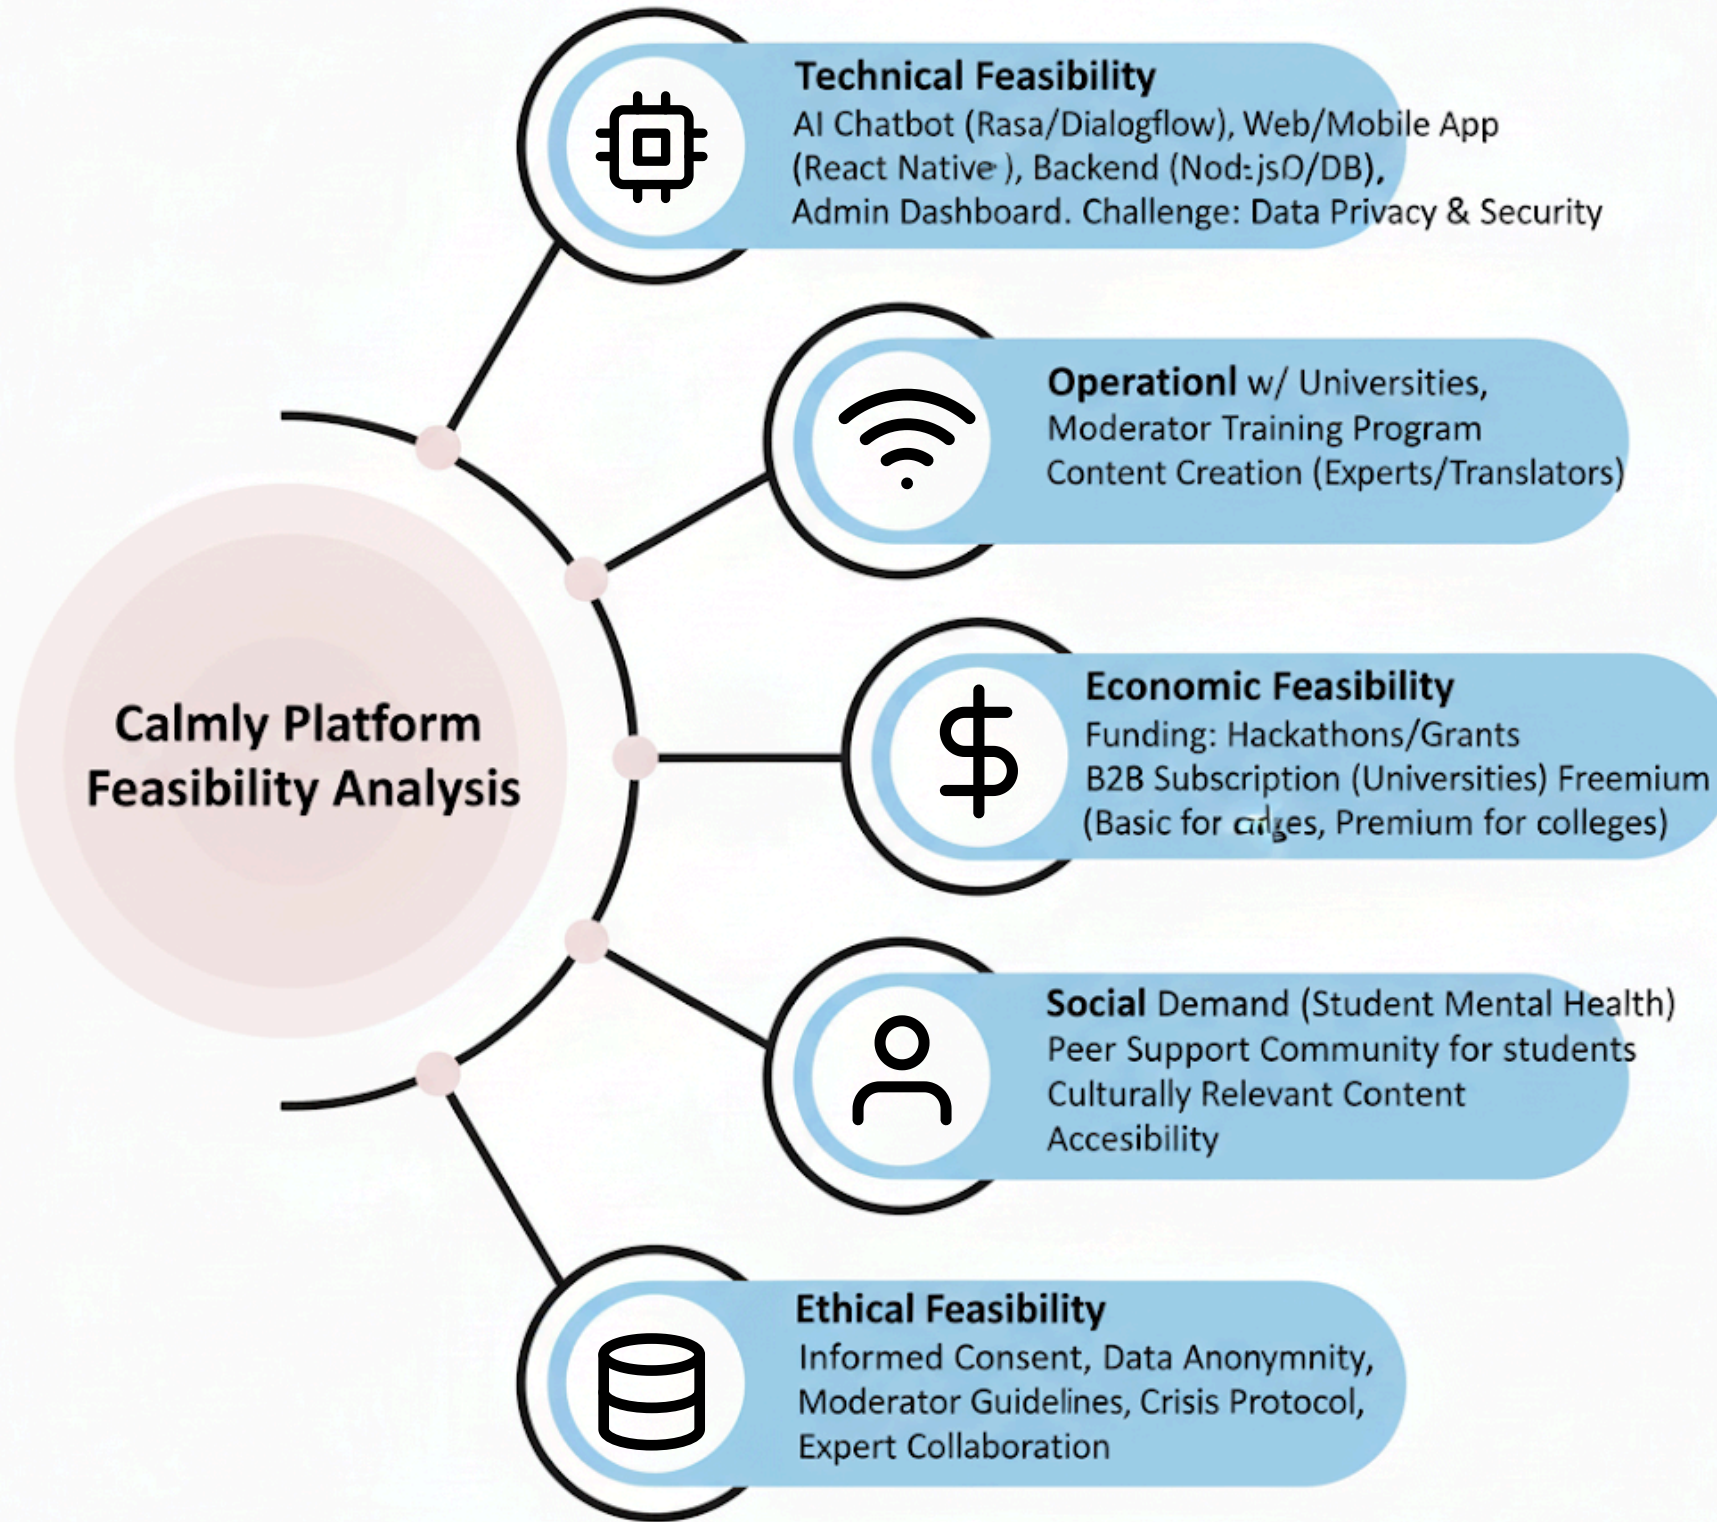 Technical Feasibility
AI Chatbot (Rasa/Dialogflow), Web/Mobile App
(React Native ), Backend (Nod:jsO/DB),
Admin Dashboard. Challenge: Data Privacy & Security
Operationl w/ Universities,
Moderator Training Program
Content Creation (Experts/Translators)
Calmly Platform
Feasibility Analysis
Economic Feasibility
Funding: Hackathons/Grants
B2B Subscription (Universities) Freemium
(Basic for Premium for colleges)
Social Demand (Student Mental Health)
Peer Support Community for students
Culturally Relevant Content
Accesibility
Ethical Feasibility
Informed Consent, Data Anonymnity,
Moderator Guidelines, Crisis Protocol,
Expert Collaboration